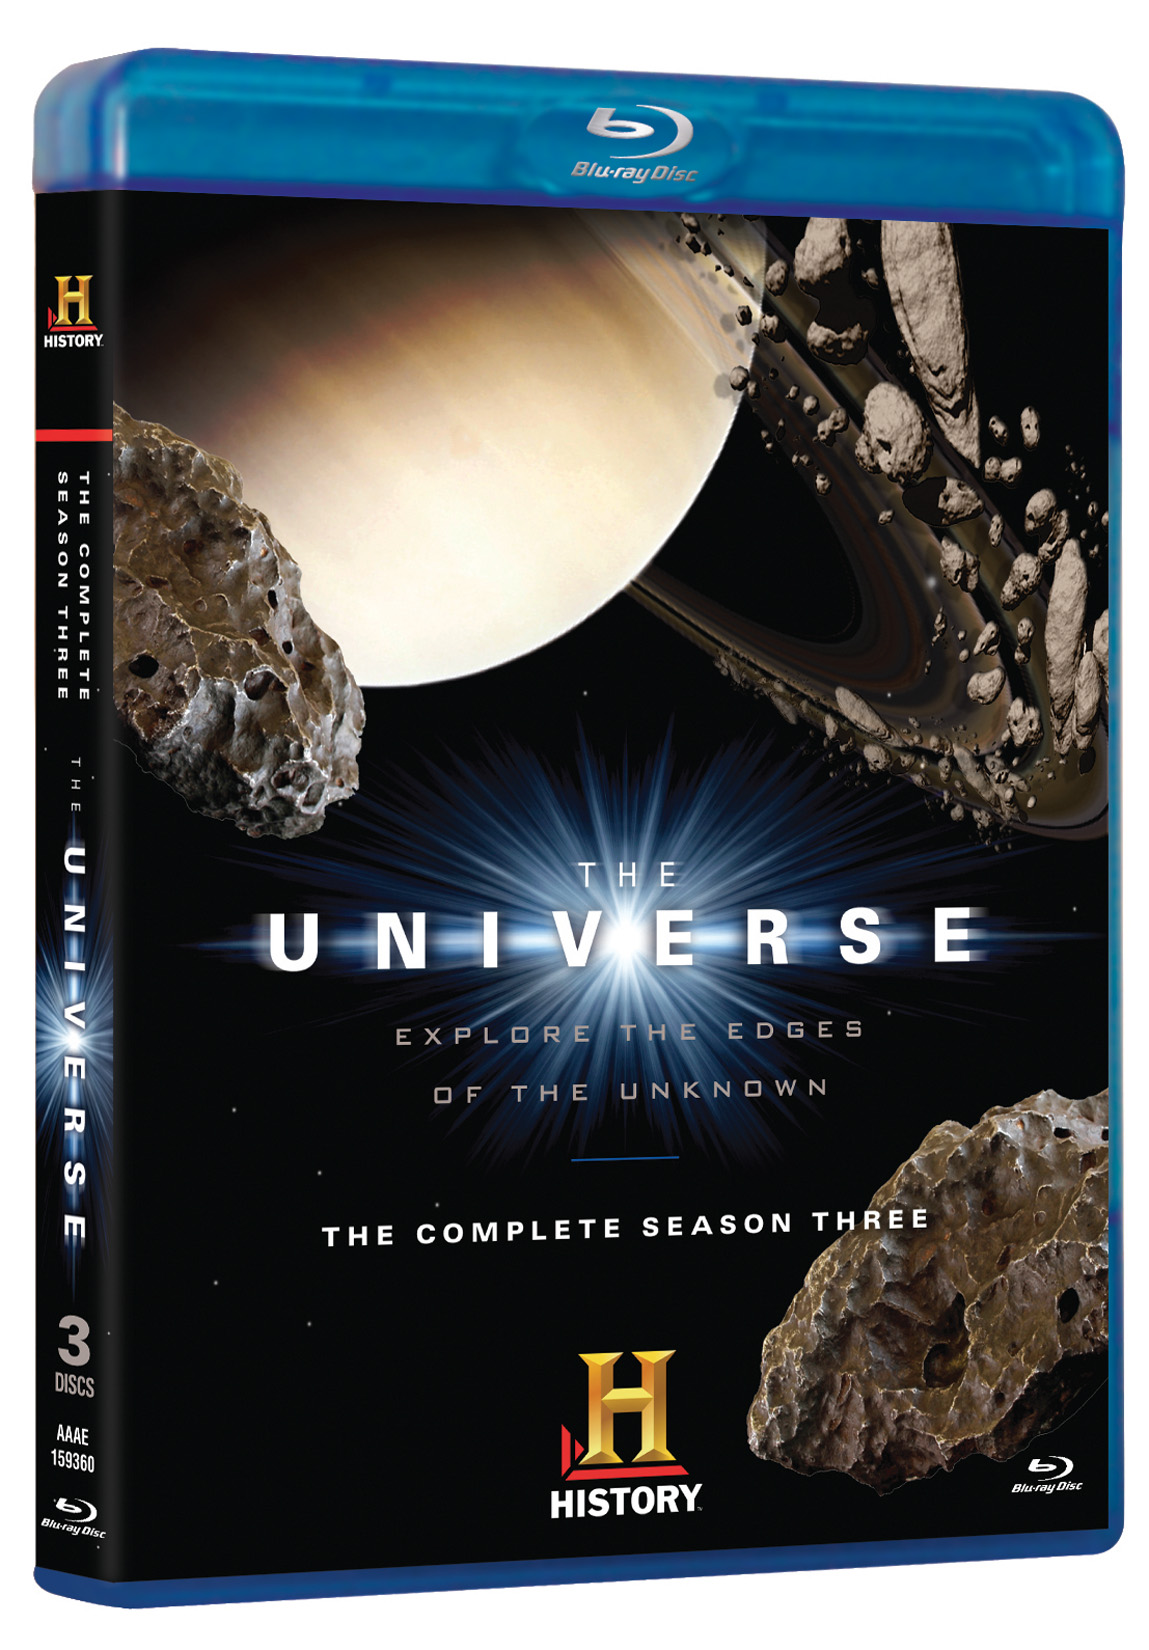 Blu-ray Disc
HISTORY
THE COMPLETE
SEASON THREE
THE
UNIVERSE
3
DISCS
AAAE
159360
Blu-ray Disc
THE
UNIVERSE
EXPLORE THE EDGES
OF THE UNKNOWN
THE COMPLETE SEASON THREE
H
HISTORY
Blu-ray Disc